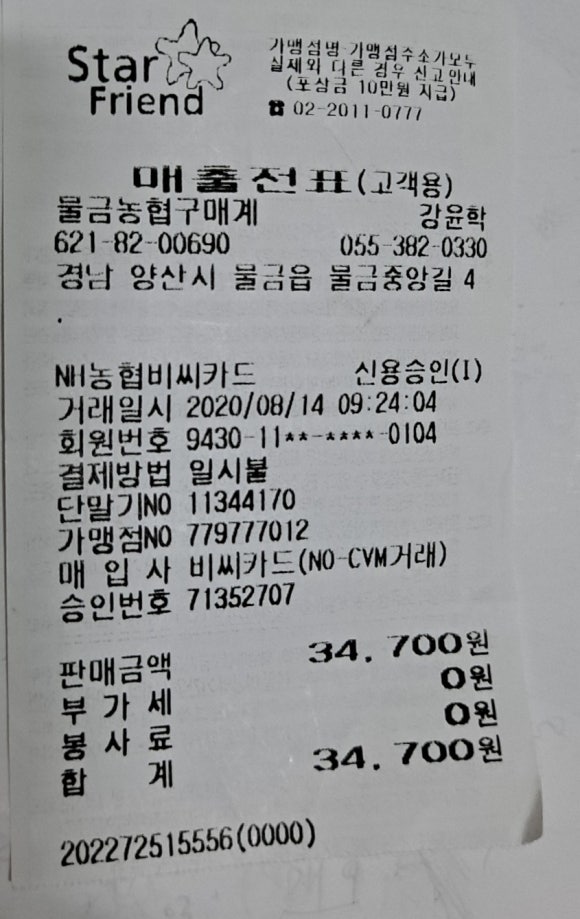 Star
Friend
가맹점명·가맹점주소가모두
실제와 다른 경우 신고안내
(포상금 10만원 지급)
☎ 02-2011-0777
매출전표(고객용)
물금농협구매계 강윤학
621-82-00690 055-382-0330
경남 양산시 물금읍 물금중앙길 4
.
NH농협비씨카드 신용승인(I)
거래일시 2020/08/14 09:24:04
회원번호 9430-11**-****-0104
결제방법 일시불
단말기NO 11344170
가맹점NO 779777012
매 입 사 비씨카드(NO-CVM거래)
승인번호 71352707
판매금액 34,700원
부 가 세 0원
봉 사 료 0원
합 계 34,700원
202272515556(0000)